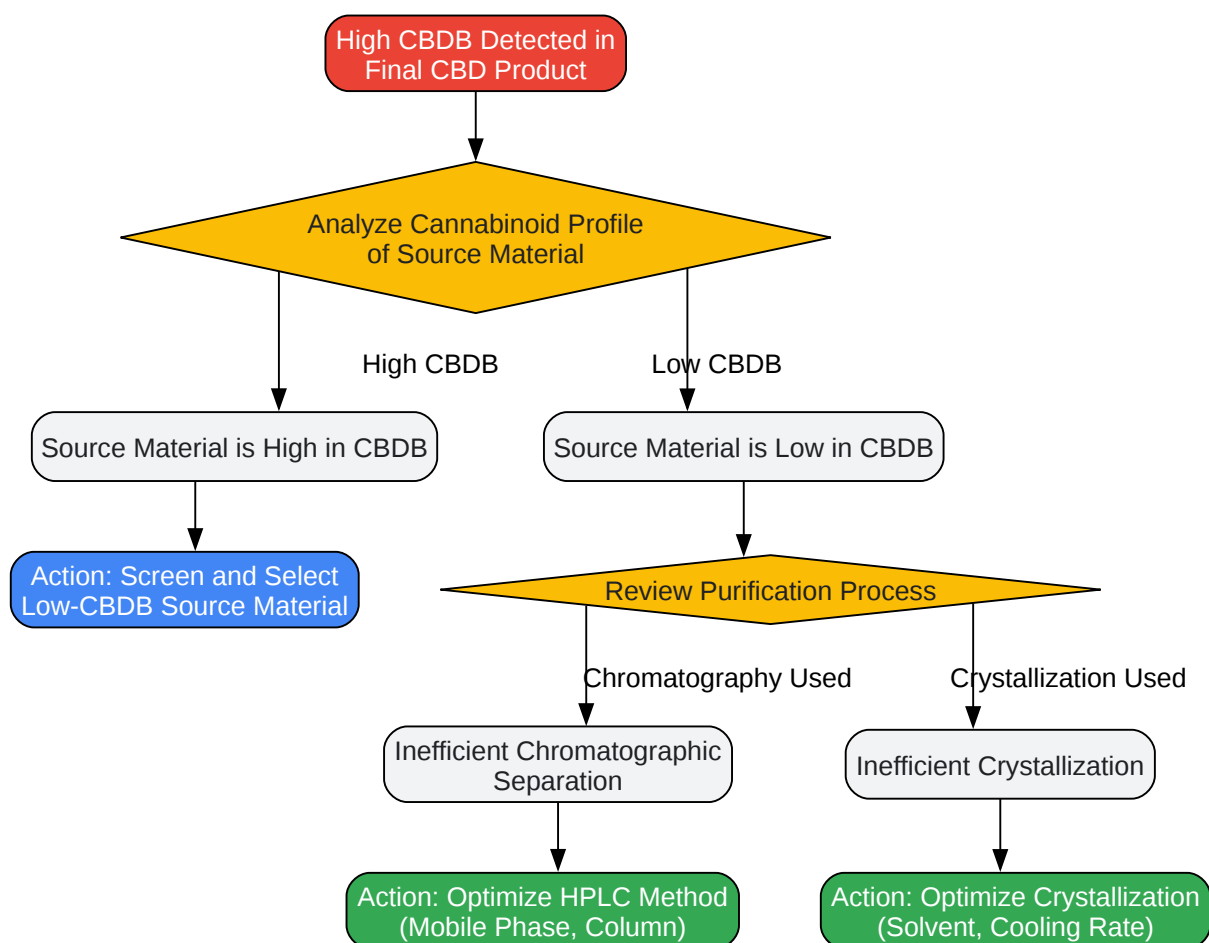 High CBDB Detected in
Final CBD Product
Analyze Cannabinoid Profile
of Source Material
High CBDB
Low CBDB
Source Material is High in CBDB
Source Material is Low in CBDB
Action: Screen and Select
Low-CBDB Source Material
Review Purification Process
Chromatography Used
Crystallization Used
Inefficient Chromatographic
Separation
Inefficient Crystallization
Action: Optimize HPLC Method
(Mobile Phase, Column)
Action: Optimize Crystallization
(Solvent, Cooling Rate)